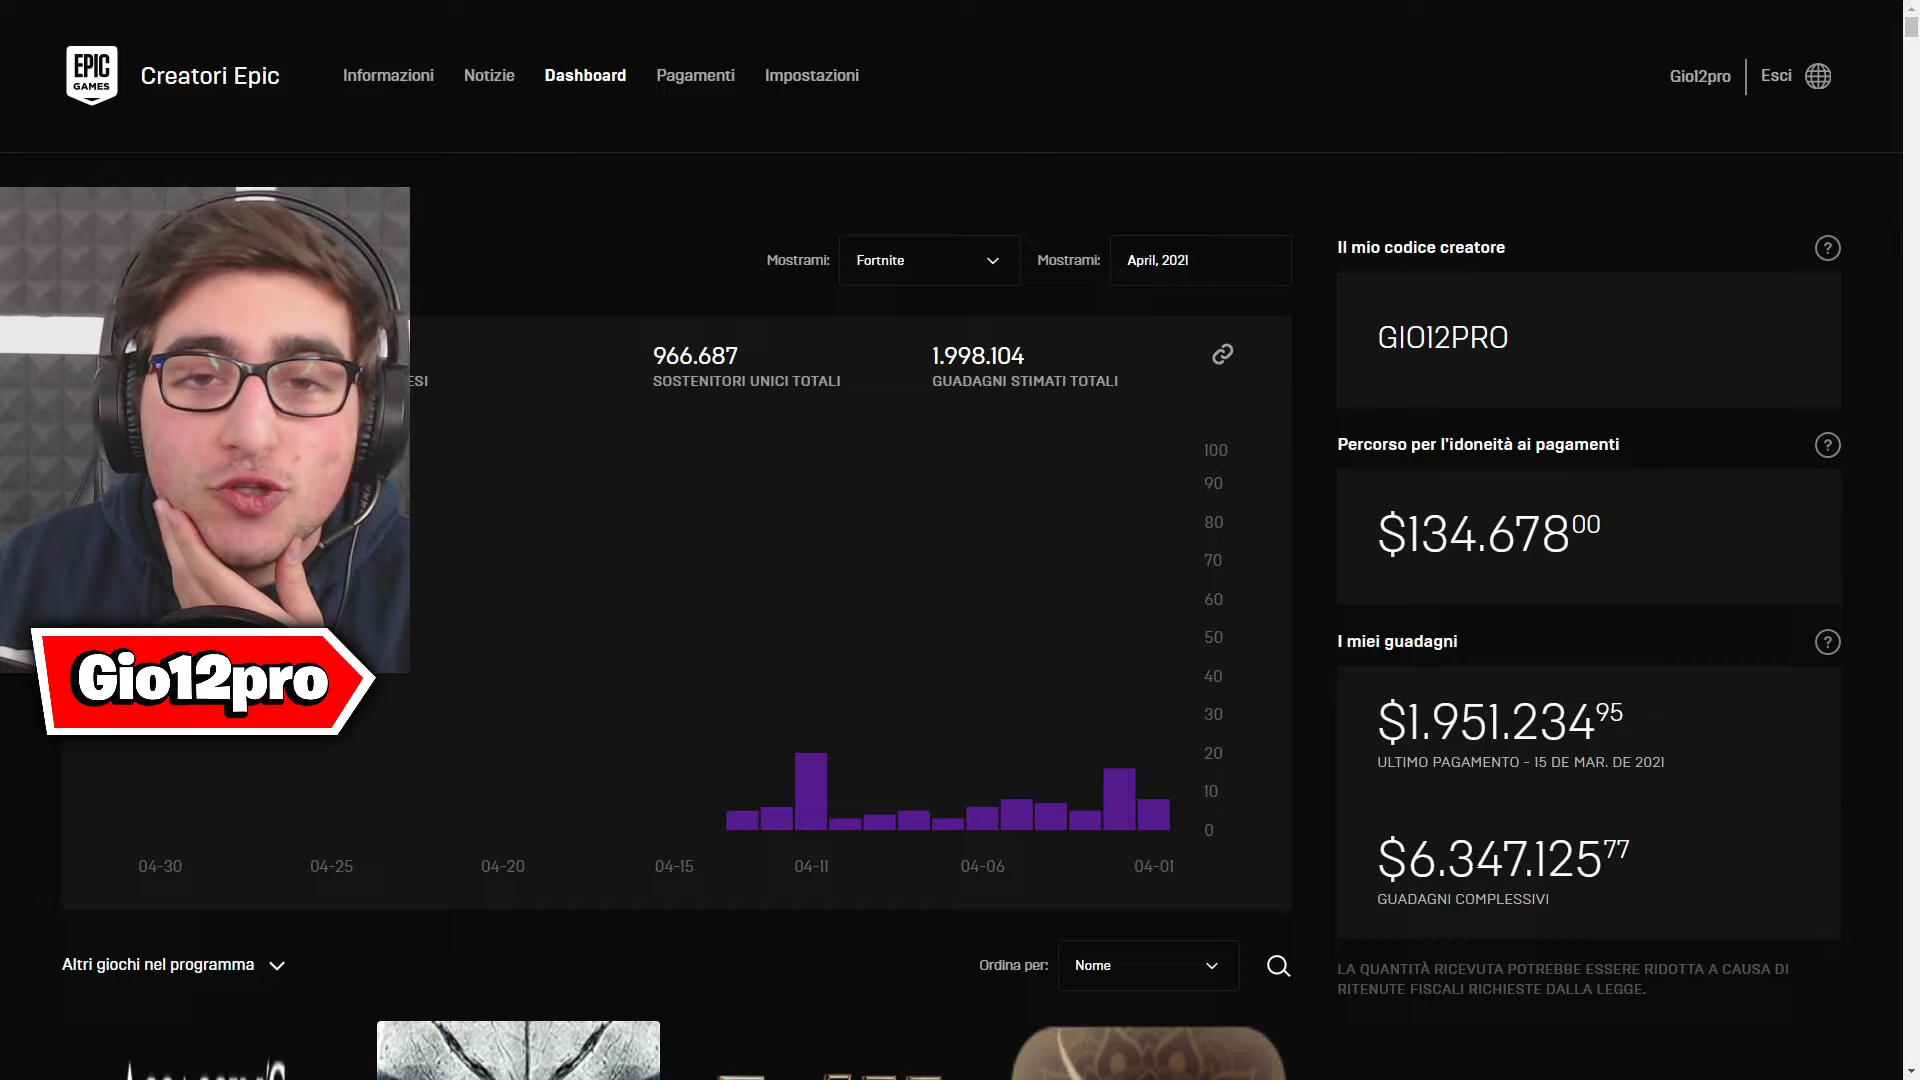 EPIC
GAMES
Creatori Epic
Informazioni
Notizie
Dashboard
Pagamenti
Impostazioni
Gio12pro
Esci
Mostrami:
Fortnite
Mostrami:
April, 2021
Il mio codice creatore
?
GIO12PRO
ESI
966.687
SOSTENITORI UNICI TOTALI
1.998.104
GUADAGNI STIMATI TOTALI
Percorso per l'idoneità ai pagamenti
?
$134.67800
100
90
80
70
60
50
40
30
20
10
0
04-30
04-25
04-20
04-15
04-11
04-06
04-01
Gio12pro
I miei guadagni
?
$1.951.23495
ULTIMO PAGAMENTO - 15 DE MAR. DE 2021
$6.347.12577
GUADAGNI COMPLESSIVI
LA QUANTITÀ RICEVUTA POTREBBE ESSERE RIDOTTA A CAUSA DI
RITENUTE FISCALI RICHIESTE DALLA LEGGE.
Altri giochi nel programma
Ordina per:
Nome